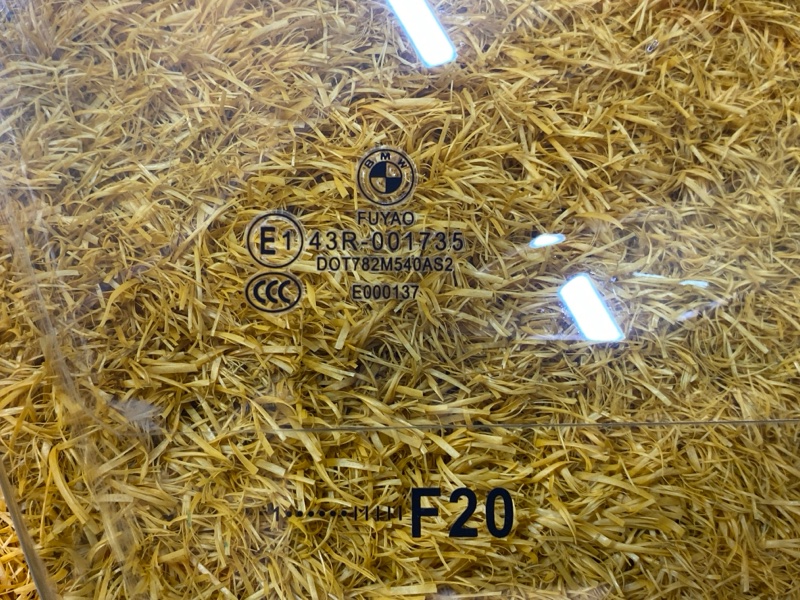 BMW
FUYAO
E1 43R-001735
DOT782M540AS2
CCC E000137
F20